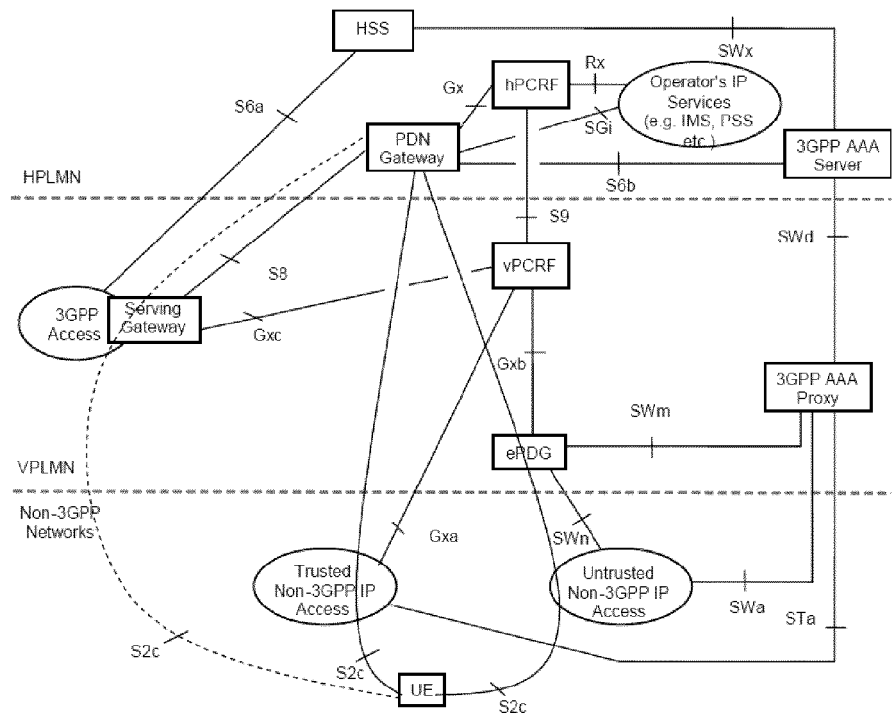 HSS
SWx
Rx
hPCRF
Gx
Operator's IP
Services
(e.g. IMS, PSS
etc.)
S6a
SGi
PDN
Gateway
3GPP AAA
Server
HPLMN
S6b
S9
SWd
vPCRF
S8
3GPP
Access
Serving
Gateway
Gxc
Gxb
3GPP AAA
Proxy
SWm
ePDG
VPLMN
Non-3GPP
Networks
Gxa
SWn
Trusted
Non-3GPP IP
Access
Untrusted
Non-3GPP IP
Access
SWa
STa
S2c
S2c
UE
S2c